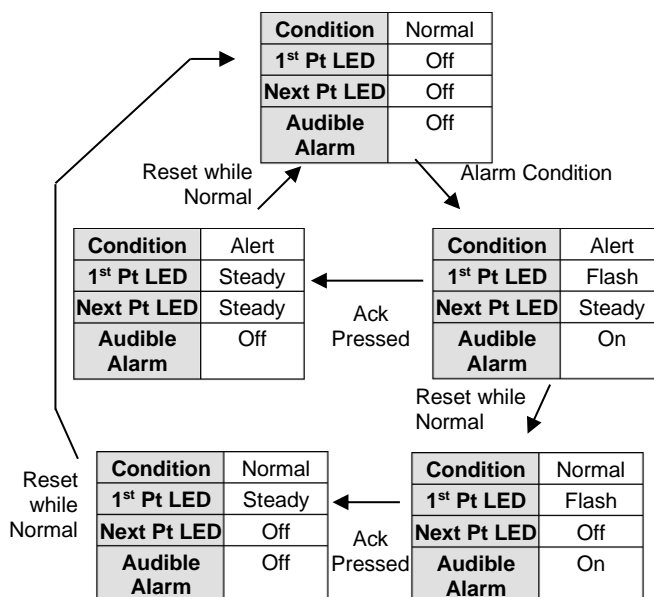 Condition Normal
1st Pt LED Off
Next Pt LED Off
Audible Off
Alarm
Reset while
Normal
Alarm Condition
Condition Alert
1st Pt LED Steady
Next Pt LED Steady
Audible Off
Alarm
Ack
Pressed
Condition Alert
1st Pt LED Flash
Next Pt LED Steady
Audible On
Alarm
Reset while
Normal
Reset
while
Normal
Condition Normal
1st Pt LED Steady
Next Pt LED Off
Audible Off
Alarm
Ack
Pressed
Condition Normal
1st Pt LED Flash
Next Pt LED Off
Audible On
Alarm